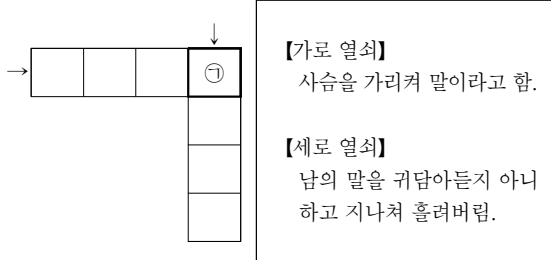 ↓
→ ㉠
【가로 열쇠】
사슴을 가리켜 말이라고 함.
【세로 열쇠】
남의 말을 귀담아듣지 아니
하고 지나쳐 흘려버림.